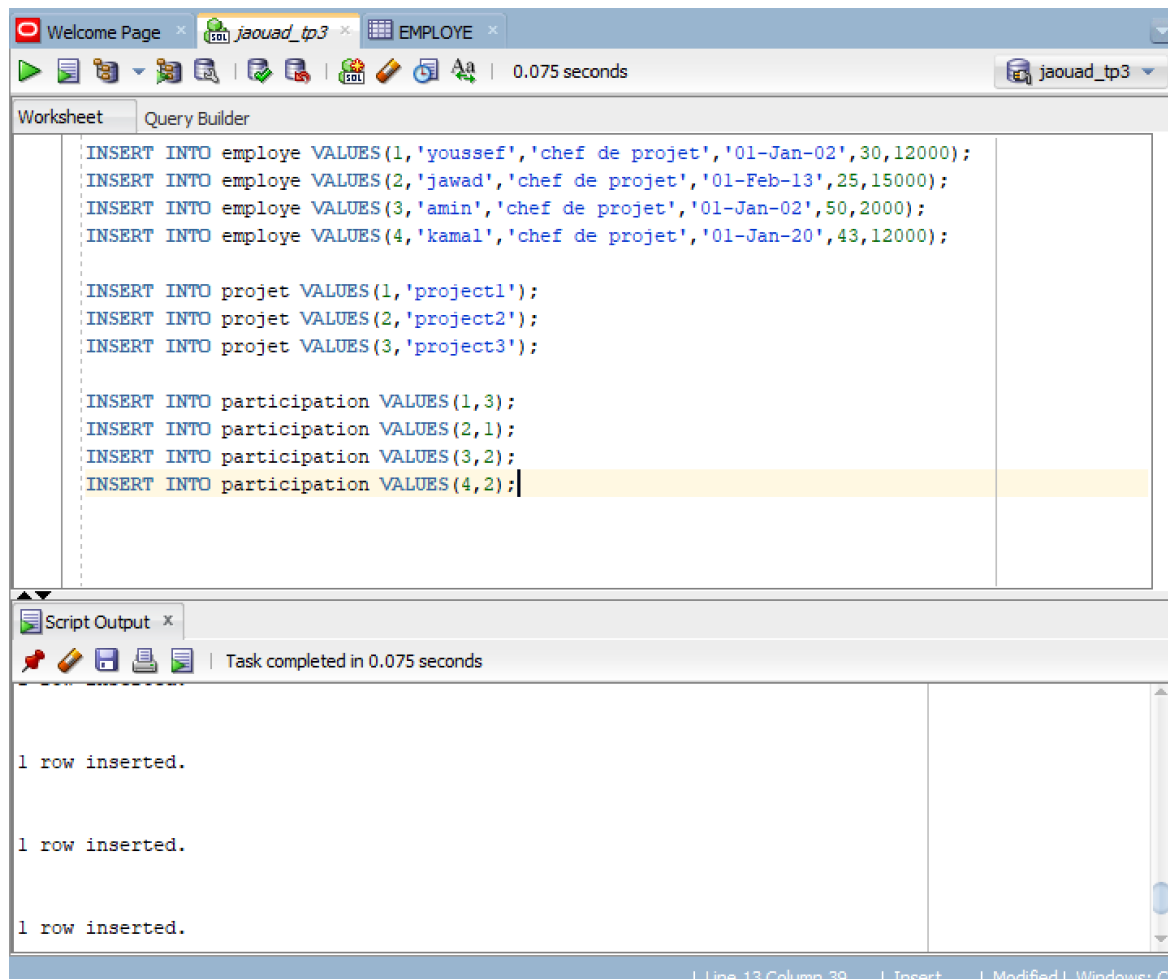 Welcome Page
jaouad_tp3
EMPLOYE
0.075 seconds
jaouad_tp3
Worksheet
Query Builder
INSERT INTO employe VALUES(1,'youssef','chef de projet','01-Jan-02',30,12000);
INSERT INTO employe VALUES(2,'jawad','chef de projet','01-Feb-13',25,15000);
INSERT INTO employe VALUES(3,'amin','chef de projet','01-Jan-02',50,2000);
INSERT INTO employe VALUES(4,'kamal','chef de projet','01-Jan-20',43,12000);
INSERT INTO projet VALUES(1,'project1');
INSERT INTO projet VALUES(2,'project2');
INSERT INTO projet VALUES(3,'project3');
INSERT INTO participation VALUES(1,3);
INSERT INTO participation VALUES(2,1);
INSERT INTO participation VALUES(3,2);
INSERT INTO participation VALUES(4,2);
Script Output
Task completed in 0.075 seconds
1 row inserted.
1 row inserted.
1 row inserted.
1 row inserted.
Line 13 Column 39 | Insert | Modified | Windows: C